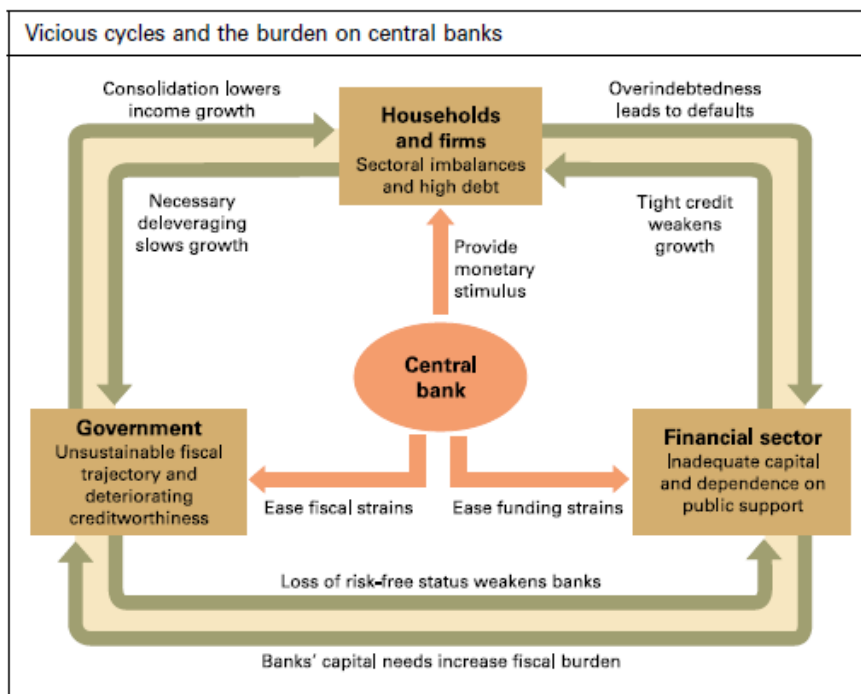 Vicious cycles and the burden on central banks
Consolidation lowers
income growth
Households
and firms
Sectoral imbalances
and high debt
Overindebtedness
leads to defaults
Necessary
deleveraging
slows growth
Provide
monetary
stimulus
Tight credit
weakens
growth
Central
bank
Government
Unsustainable fiscal
trajectory and
deteriorating
creditworthiness
Financial sector
Inadequate capital
and dependence on
public support
Ease fiscal strains
Ease funding strains
Loss of risk-free status weakens banks
Banks' capital needs increase fiscal burden